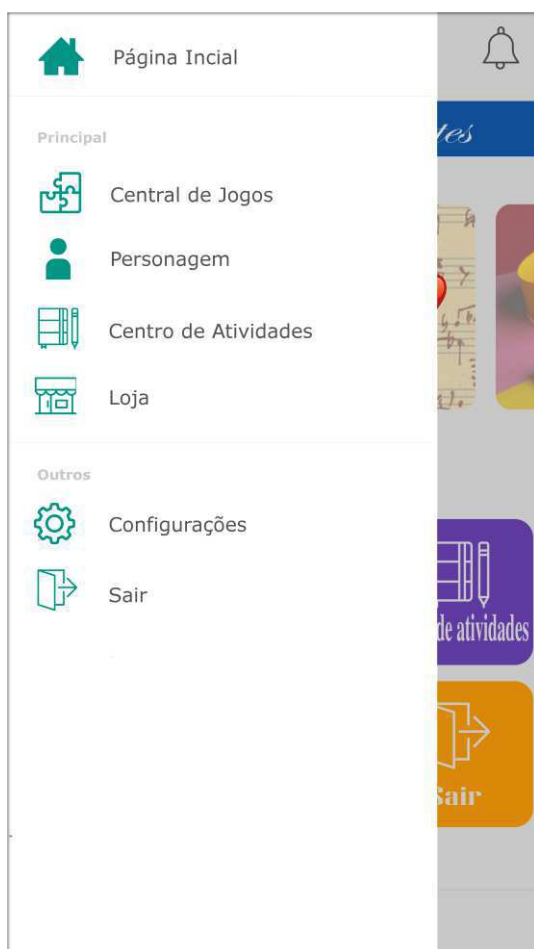 Página Incial
Principal
Central de Jogos
Personagem
Centro de Atividades
Loja
Outros
Configurações
Sair
de atividades
Sair